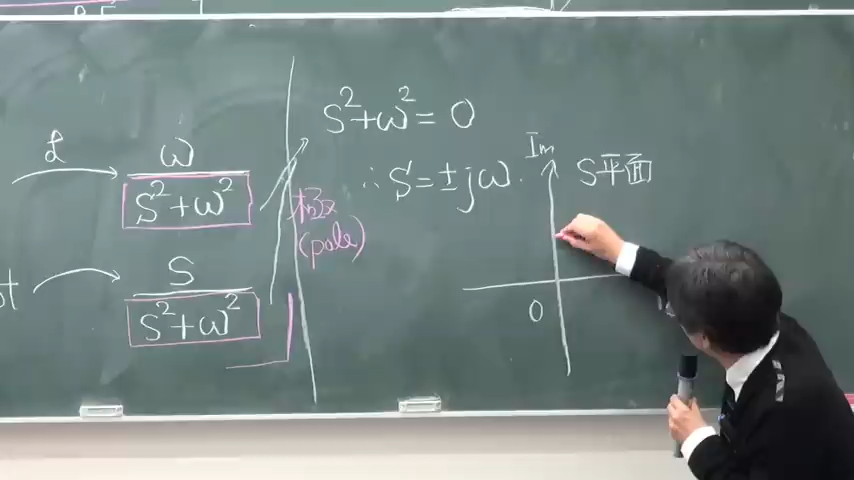 ℒ
ω
S²+ω²
S
S²+ω²
極
(pole)
S²+ω²= 0
∴ S=±jω.
Im
S平面
0